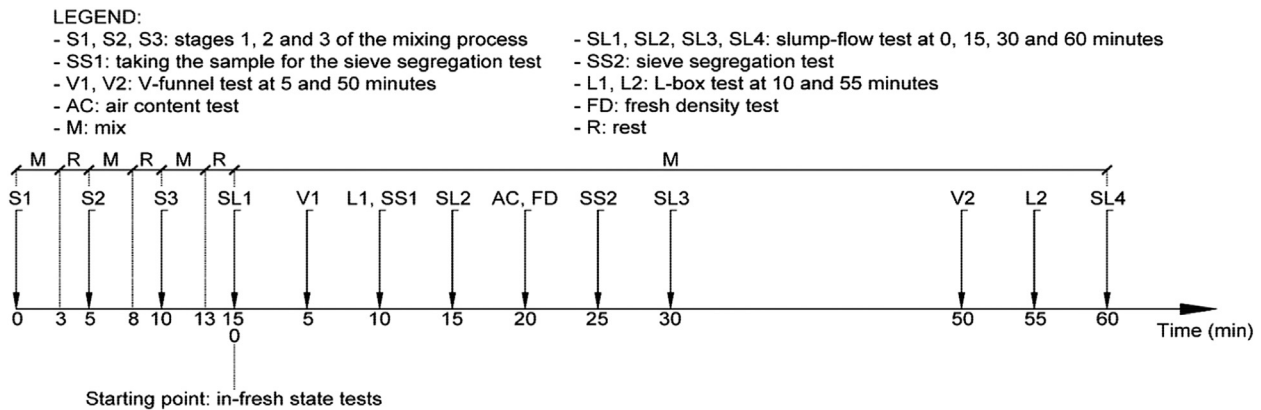 LEGEND:
- S1, S2, S3: stages 1, 2 and 3 of the mixing process
- SS1: taking the sample for the sieve segregation test
- V1, V2: V-funnel test at 5 and 50 minutes
- AC: air content test
- M: mix
- SL1, SL2, SL3, SL4: slump-flow test at 0, 15, 30 and 60 minutes
- SS2: sieve segregation test
- L1, L2: L-box test at 10 and 55 minutes
- FD: fresh density test
- R: rest
M R M R M R M
S1 S2 S3 SL1 V1 L1, SS1 SL2 AC, FD SS2 SL3 V2 L2 SL4
0 3 5 8 10 13 15 5 10 15 20 25 30 50 55 60
0
Time (min)
Starting point: in-fresh state tests